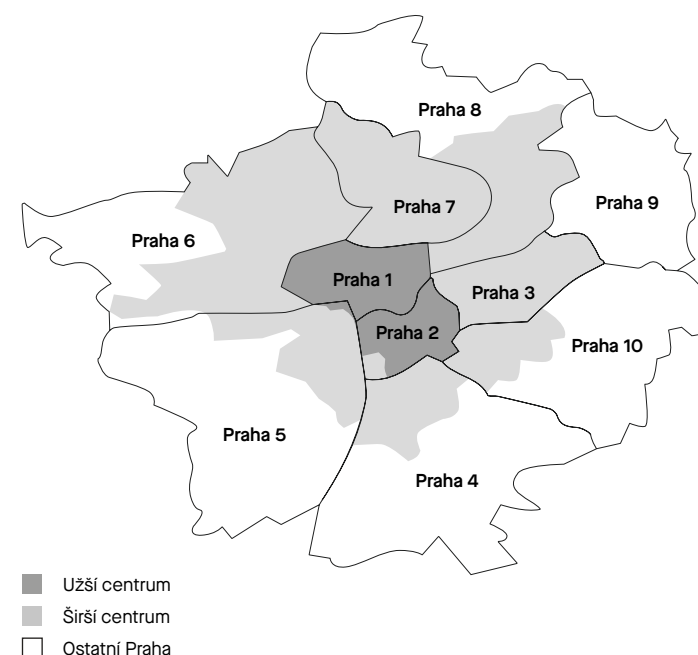 Praha 8
Praha 9
Praha 7
Praha 6
Praha 1
Praha 3
Praha 2
Praha 10
Praha 5
Praha 4
Užší centrum
Širší centrum
Ostatní Praha